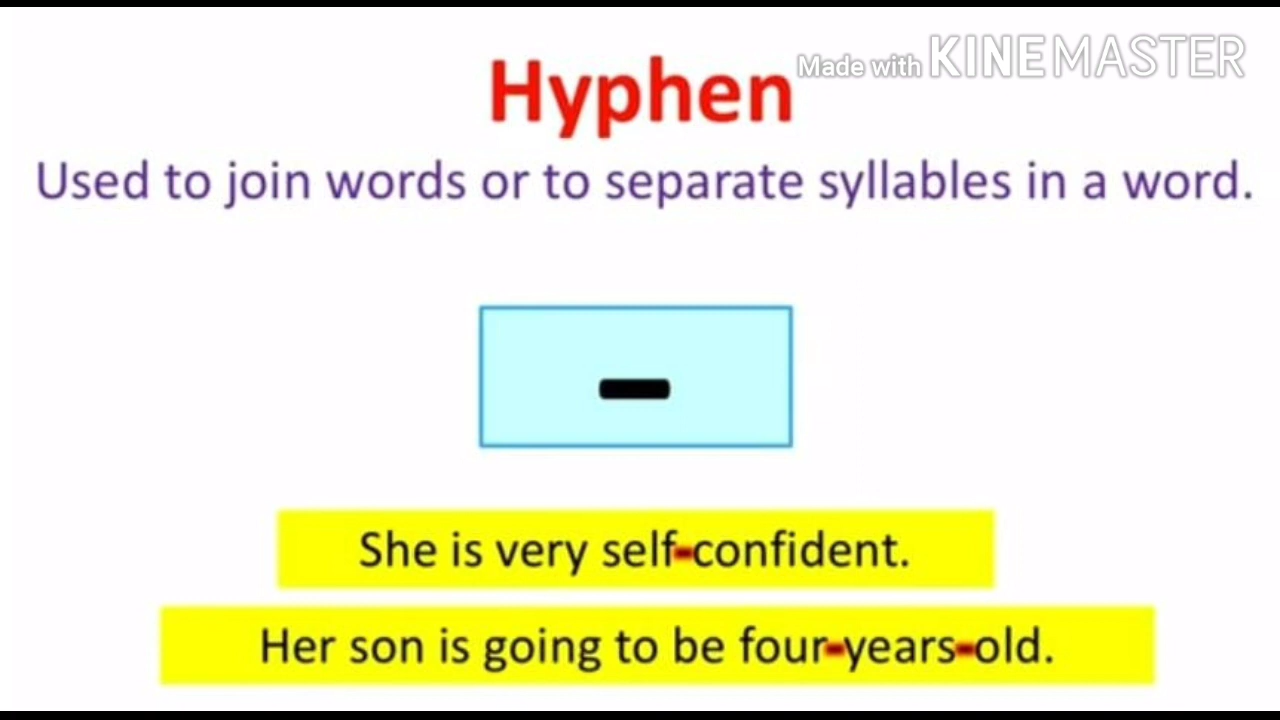 Made with KINEMASTER
Hyphen
Used to join words or to separate syllables in a word.
-
She is very self-confident.
Her son is going to be four-years-old.